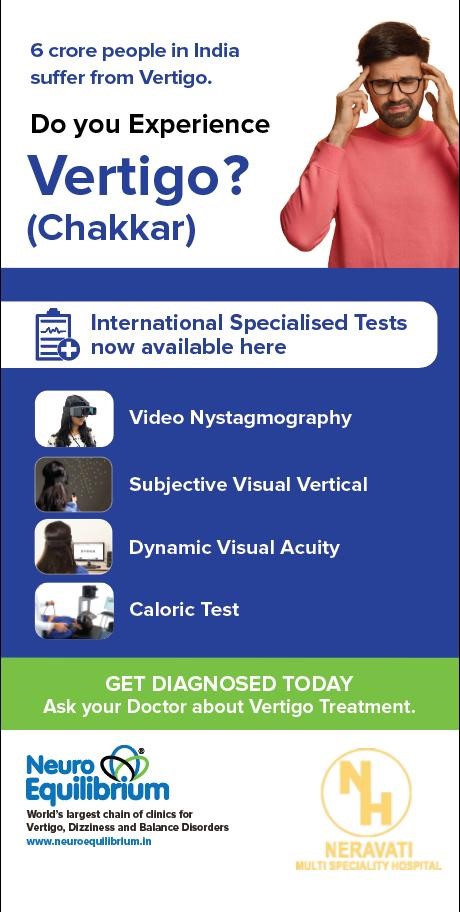 6 crore people in India
suffer from Vertigo.
Do you Experience
Vertigo?
(Chakkar)
International Specialised Tests
now available here
Video Nystagmography
Subjective Visual Vertical
Dynamic Visual Acuity
Caloric Test
GET DIAGNOSED TODAY
Ask your Doctor about Vertigo Treatment.
Neuro ®
Equilibrium
World's largest chain of clinics for
Vertigo, Dizziness and Balance Disorders
www.neuroequilibrium.in
NH
NERAVATI
MULTI SPECIALITY HOSPITAL